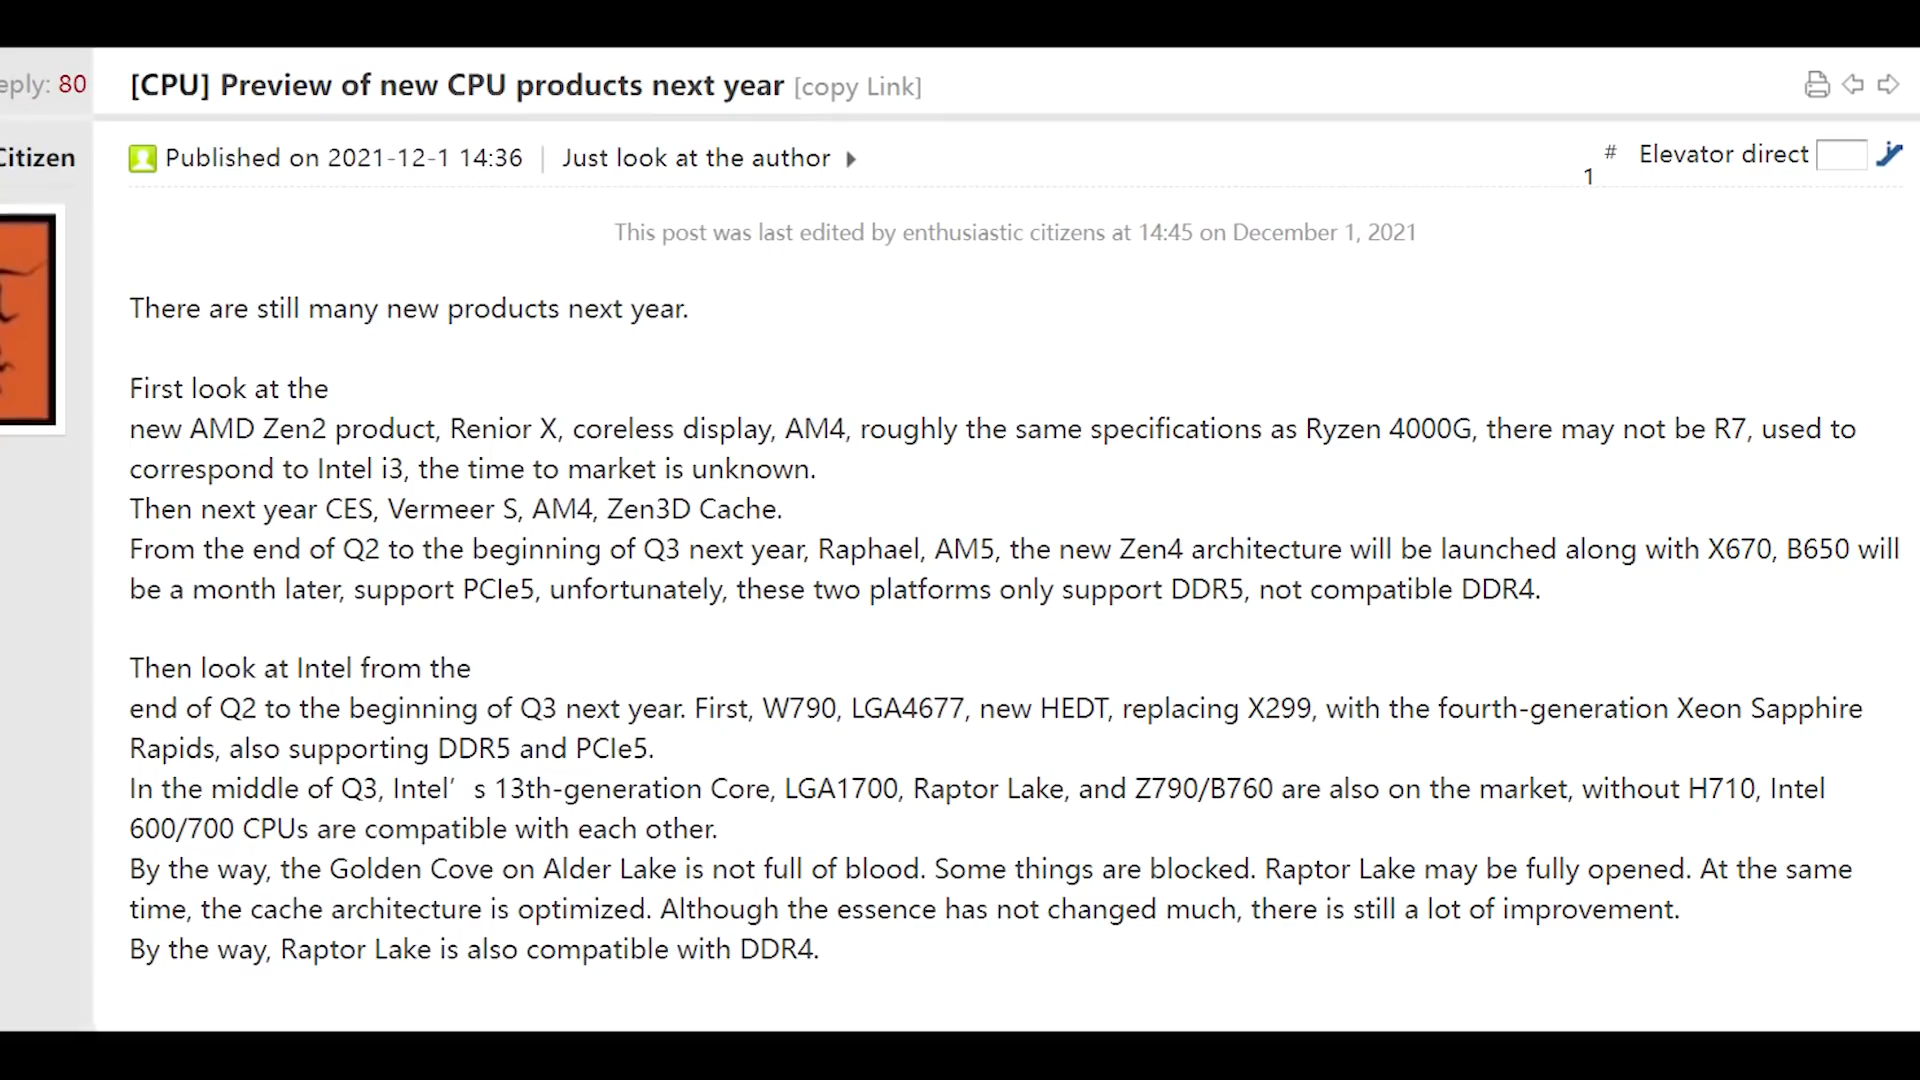 eply: 80
[CPU] Preview of new CPU products next year [copy Link]
Citizen
Published on 2021-12-1 14:36 | Just look at the author
# Elevator direct
1
This post was last edited by enthusiastic citizens at 14:45 on December 1, 2021
There are still many new products next year.
First look at the
new AMD Zen2 product, Renior X, coreless display, AM4, roughly the same specifications as Ryzen 4000G, there may not be R7, used to
correspond to Intel i3, the time to market is unknown.
Then next year CES, Vermeer S, AM4, Zen3D Cache.
From the end of Q2 to the beginning of Q3 next year, Raphael, AM5, the new Zen4 architecture will be launched along with X670, B650 will
be a month later, support PCIe5, unfortunately, these two platforms only support DDR5, not compatible DDR4.
Then look at Intel from the
end of Q2 to the beginning of Q3 next year. First, W790, LGA4677, new HEDT, replacing X299, with the fourth-generation Xeon Sapphire
Rapids, also supporting DDR5 and PCIe5.
In the middle of Q3, Intel′ s 13th-generation Core, LGA1700, Raptor Lake, and Z790/B760 are also on the market, without H710, Intel
600/700 CPUs are compatible with each other.
By the way, the Golden Cove on Alder Lake is not full of blood. Some things are blocked. Raptor Lake may be fully opened. At the same
time, the cache architecture is optimized. Although the essence has not changed much, there is still a lot of improvement.
By the way, Raptor Lake is also compatible with DDR4.